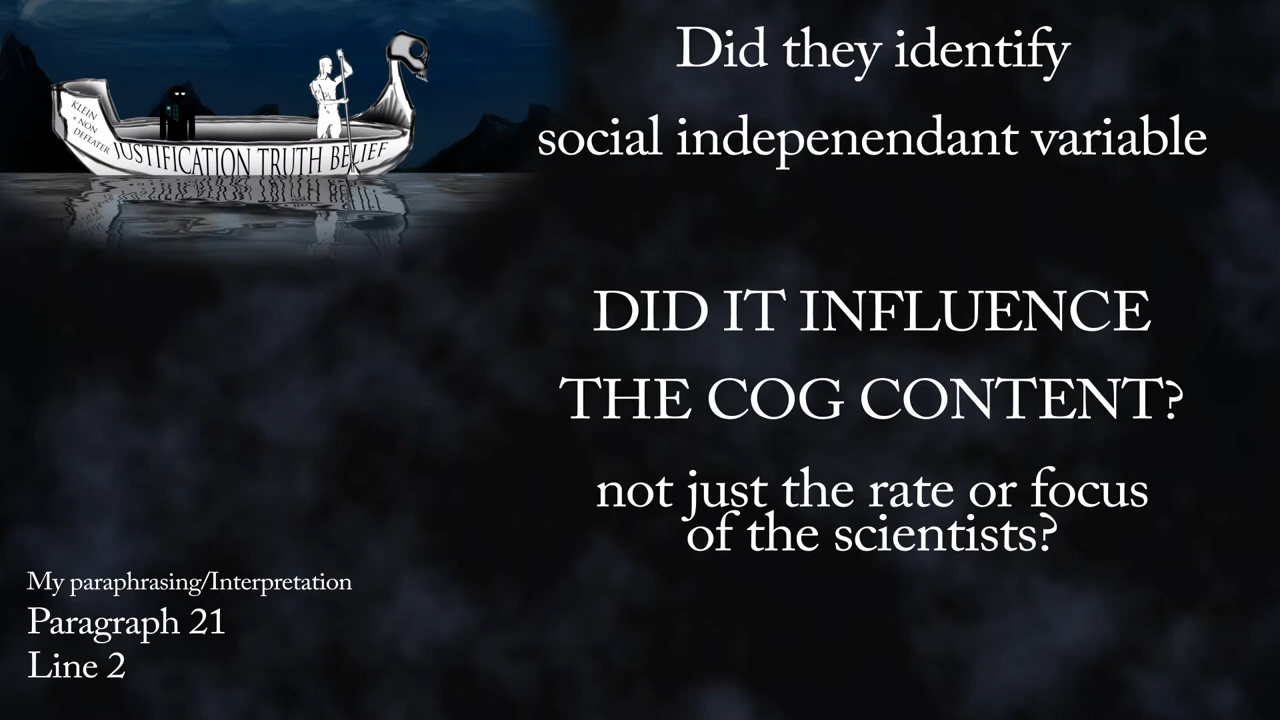 KLEIN
+ NON
DEFEATER
JUSTIFICATION TRUTH BELIEF
Did they identify
social indepenendant variable
DID IT INFLUENCE
THE COG CONTENT?
not just the rate or focus
of the scientists?
My paraphrasing/Interpretation
Paragraph 21
Line 2